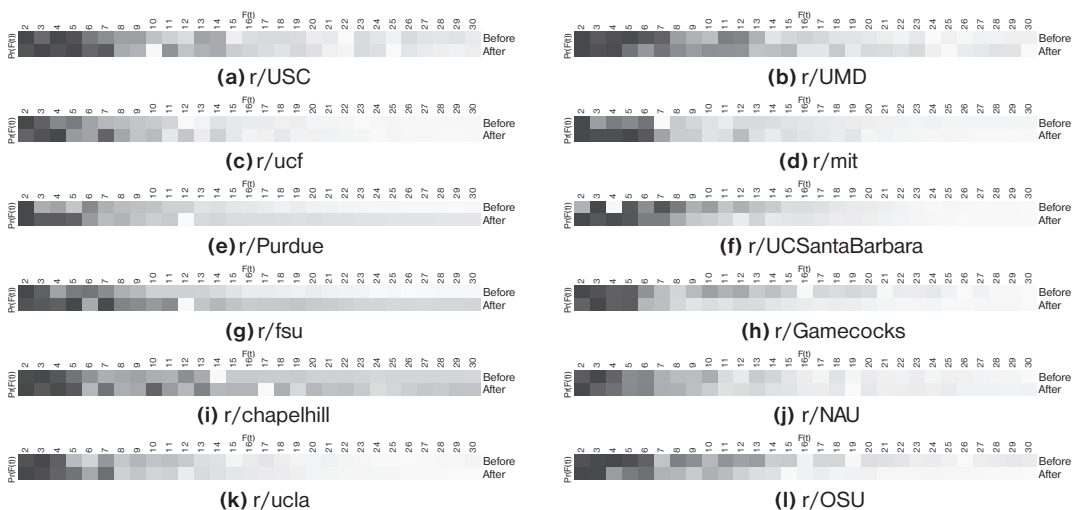 F(t)
2 3 4 5 6 7 8 9 10 11 12 13 14 15 16 17 18 19 20 21 22 23 24 25 26 27 28 29 30
Pr(F(t)) Before
After
(a) r/USC
F(t)
2 3 4 5 6 7 8 9 10 11 12 13 14 15 16 17 18 19 20 21 22 23 24 25 26 27 28 29 30
Pr(F(t)) Before
After
(b) r/UMD
F(t)
2 3 4 5 6 7 8 9 10 11 12 13 14 15 16 17 18 19 20 21 22 23 24 25 26 27 28 29 30
Pr(F(t)) Before
After
(c) r/ucf
F(t)
2 3 4 5 6 7 8 9 10 11 12 13 14 15 16 17 18 19 20 21 22 23 24 25 26 27 28 29 30
Pr(F(t)) Before
After
(d) r/mit
F(t)
2 3 4 5 6 7 8 9 10 11 12 13 14 15 16 17 18 19 20 21 22 23 24 25 26 27 28 29 30
Pr(F(t)) Before
After
(e) r/Purdue
F(t)
2 3 4 5 6 7 8 9 10 11 12 13 14 15 16 17 18 19 20 21 22 23 24 25 26 27 28 29 30
Pr(F(t)) Before
After
(f) r/UCSantaBarbara
F(t)
2 3 4 5 6 7 8 9 10 11 12 13 14 15 16 17 18 19 20 21 22 23 24 25 26 27 28 29 30
Pr(F(t)) Before
After
(g) r/fsu
F(t)
2 3 4 5 6 7 8 9 10 11 12 13 14 15 16 17 18 19 20 21 22 23 24 25 26 27 28 29 30
Pr(F(t)) Before
After
(h) r/Gamecocks
F(t)
2 3 4 5 6 7 8 9 10 11 12 13 14 15 16 17 18 19 20 21 22 23 24 25 26 27 28 29 30
Pr(F(t)) Before
After
(i) r/chapelhill
F(t)
2 3 4 5 6 7 8 9 10 11 12 13 14 15 16 17 18 19 20 21 22 23 24 25 26 27 28 29 30
Pr(F(t)) Before
After
(j) r/NAU
F(t)
2 3 4 5 6 7 8 9 10 11 12 13 14 15 16 17 18 19 20 21 22 23 24 25 26 27 28 29 30
Pr(F(t)) Before
After
(k) r/ucla
F(t)
2 3 4 5 6 7 8 9 10 11 12 13 14 15 16 17 18 19 20 21 22 23 24 25 26 27 28 29 30
Pr(F(t)) Before
After
(l) r/OSU